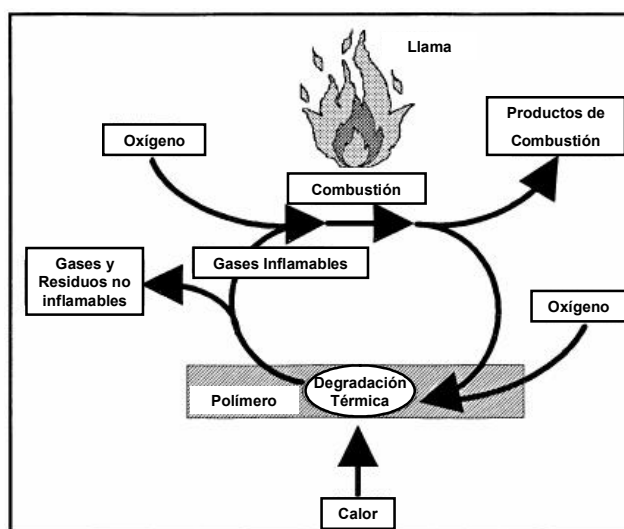 Llama
Productos de
Combustión
Oxígeno
Combustión
Gases Inflamables
Gases y
Residuos no
inflamables
Oxígeno
Degradación
Térmica
Polímero
Calor